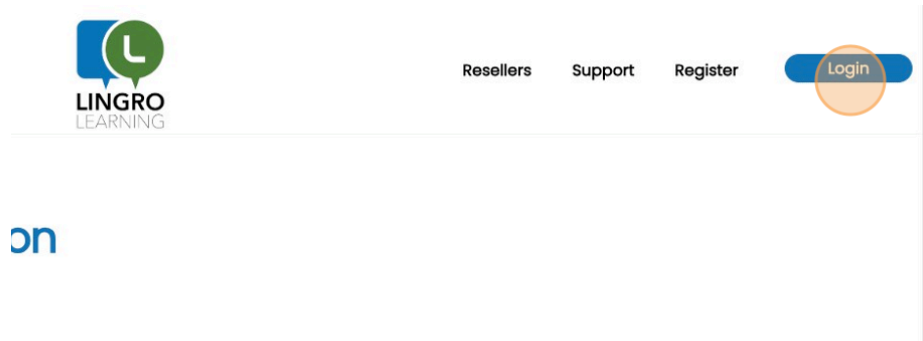 L
LINGRO
LEARNING
Resellers Support Register Login
on